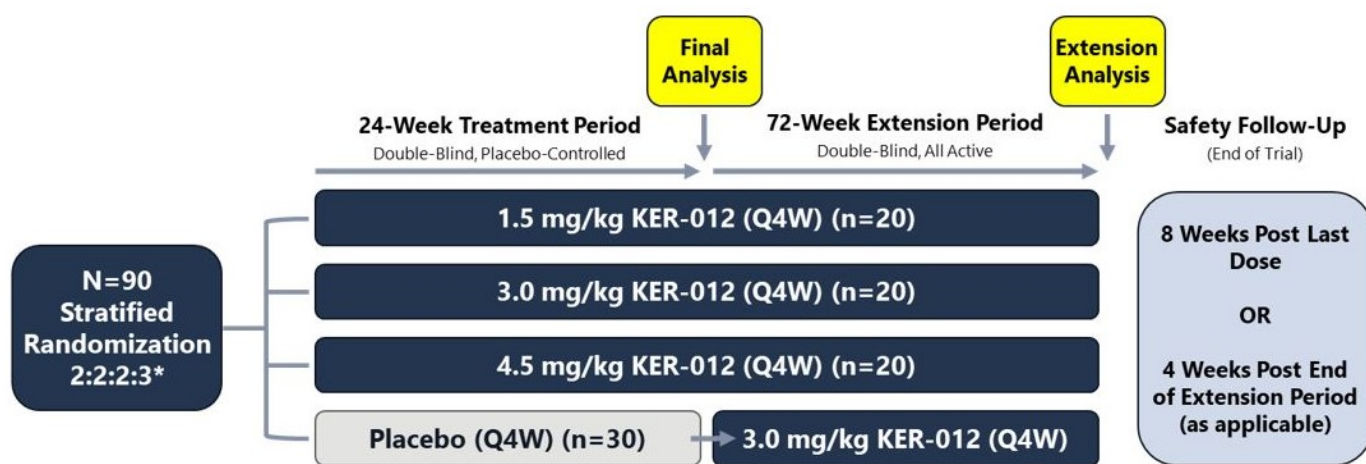 Final
Analysis
Extension
Analysis
24-Week Treatment Period
Double-Blind, Placebo-Controlled
72-Week Extension Period
Double-Blind, All Active
Safety Follow-Up
(End of Trial)
N=90
Stratified
Randomization
2:2:2:3*
1.5 mg/kg KER-012 (Q4W) (n=20)
3.0 mg/kg KER-012 (Q4W) (n=20)
4.5 mg/kg KER-012 (Q4W) (n=20)
Placebo (Q4W) (n=30)
3.0 mg/kg KER-012 (Q4W)
8 Weeks Post Last
Dose
OR
4 Weeks Post End
of Extension Period
(as applicable)